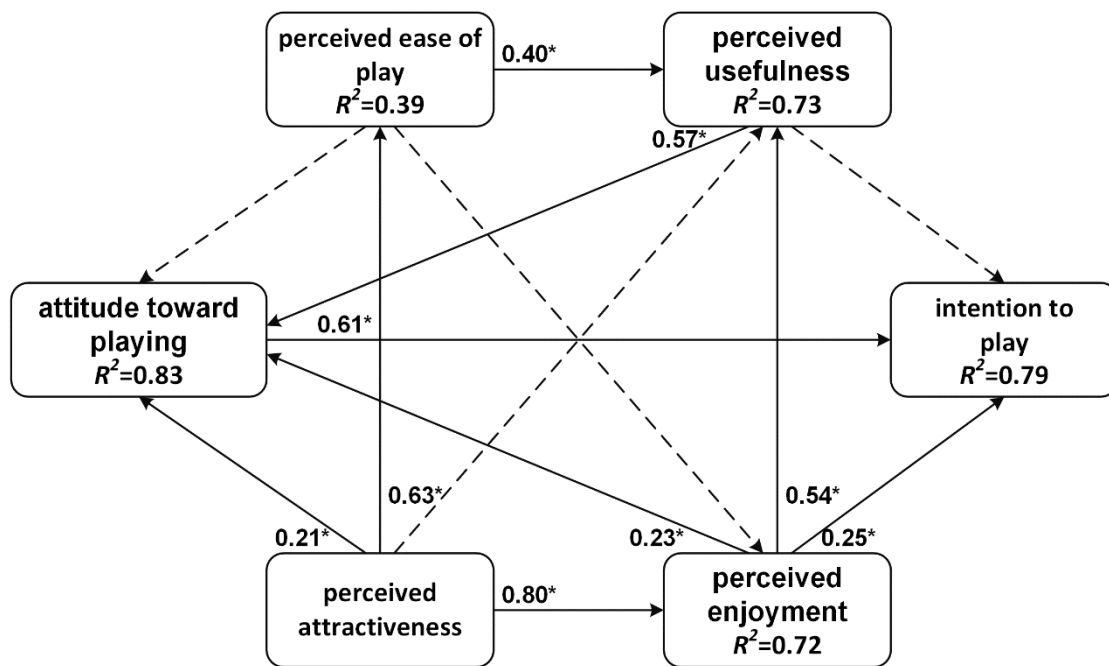 perceived ease of
play
R²=0.39
0.40*
perceived
usefulness
R²=0.73
0.57*
attitude toward
playing
R²=0.83
0.61*
intention to
play
R²=0.79
0.21*
0.63*
0.23*
0.54*
0.25*
perceived
attractiveness
0.80*
perceived
enjoyment
R²=0.72